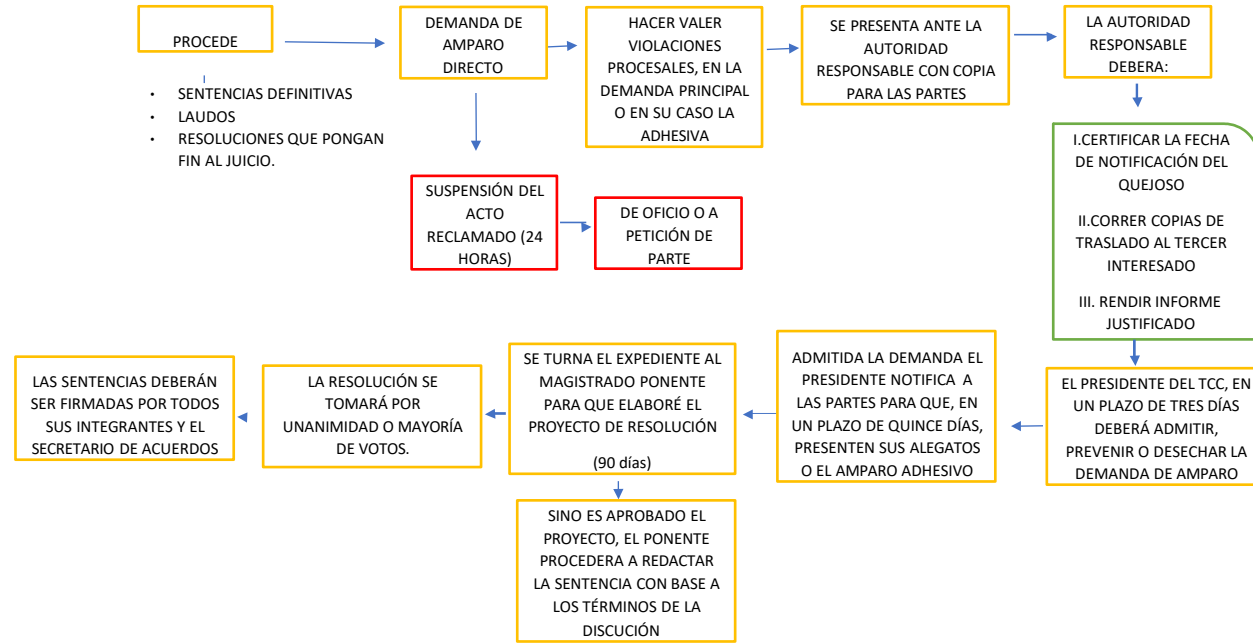 PROCEDE
• SENTENCIAS DEFINITIVAS
• LAUDOS
• RESOLUCIONES QUE PONGAN
FIN AL JUICIO.
DEMANDA DE
AMPARO
DIRECTO
HACER VALER
VIOLACIONES
PROCESALES, EN LA
DEMANDA PRINCIPAL
O EN SU CASO LA
ADHESIVA
SE PRESENTA ANTE LA
AUTORIDAD
RESPONSABLE CON COPIA
PARA LAS PARTES
LA AUTORIDAD
RESPONSABLE
DEBERA:
SUSPENSIÓN DEL
ACTO
RECLAMADO (24
HORAS)
DE OFICIO O A
PETICIÓN DE
PARTE
I.CERTIFICAR LA FECHA
DE NOTIFICACIÓN DEL
QUEJOSO
II.CORRER COPIAS DE
TRASLADO AL TERCER
INTERESADO
III. RENDIR INFORME
JUSTIFICADO
EL PRESIDENTE DEL TCC, EN
UN PLAZO DE TRES DÍAS
DEBERÁ ADMITIR,
PREVENIR O DESECHAR LA
DEMANDA DE AMPARO
ADMITIDA LA DEMANDA EL
PRESIDENTE NOTIFICA A
LAS PARTES PARA QUE, EN
UN PLAZO DE QUINCE DÍAS,
PRESENTEN SUS ALEGATOS
O EL AMPARO ADHESIVO
SE TURNA EL EXPEDIENTE AL
MAGISTRADO PONENTE
PARA QUE ELABORÉ EL
PROYECTO DE RESOLUCIÓN
(90 días)
LA RESOLUCIÓN SE
TOMARÁ POR
UNANIMIDAD O MAYORÍA
DE VOTOS.
LAS SENTENCIAS DEBERÁN
SER FIRMADAS POR TODOS
SUS INTEGRANTES Y EL
SECRETARIO DE ACUERDOS
SINO ES APROBADO EL
PROYECTO, EL PONENTE
PROCEDERA A REDACTAR
LA SENTENCIA CON BASE A
LOS TÉRMINOS DE LA
DISCUCIÓN